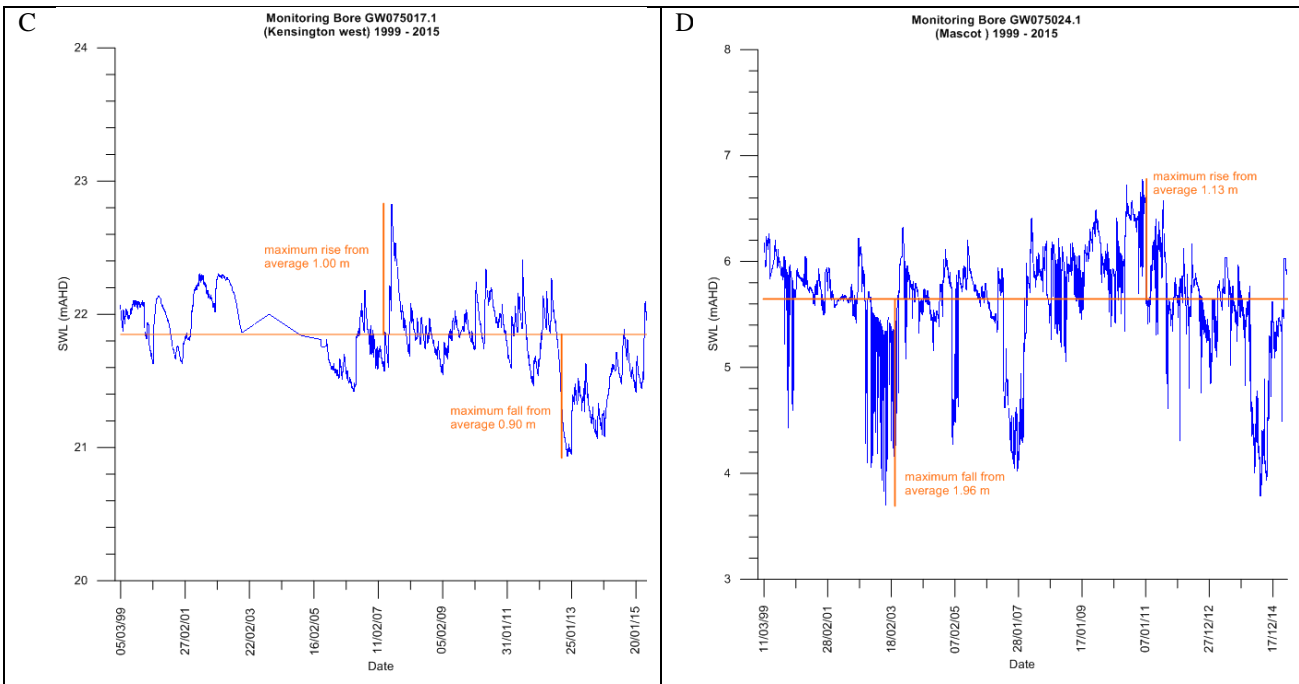 C
Monitoring Bore GW075017.1
(Kensington west) 1999 - 2015
24
23
22
21
20
SWL (mAHD)
maximum rise from
average 1.00 m
maximum fall from
average 0.90 m
05/03/99
27/02/01
22/02/03
16/02/05
11/02/07
05/02/09
31/01/11
25/01/13
20/01/15
Date
D
Monitoring Bore GW075024.1
(Mascot ) 1999 - 2015
8
7
6
5
4
3
SWL (mAHD)
maximum rise from
average 1.13 m
maximum fall from
average 1.96 m
11/03/99
28/02/01
18/02/03
07/02/05
28/01/07
17/01/09
07/01/11
27/12/12
17/12/14
Date